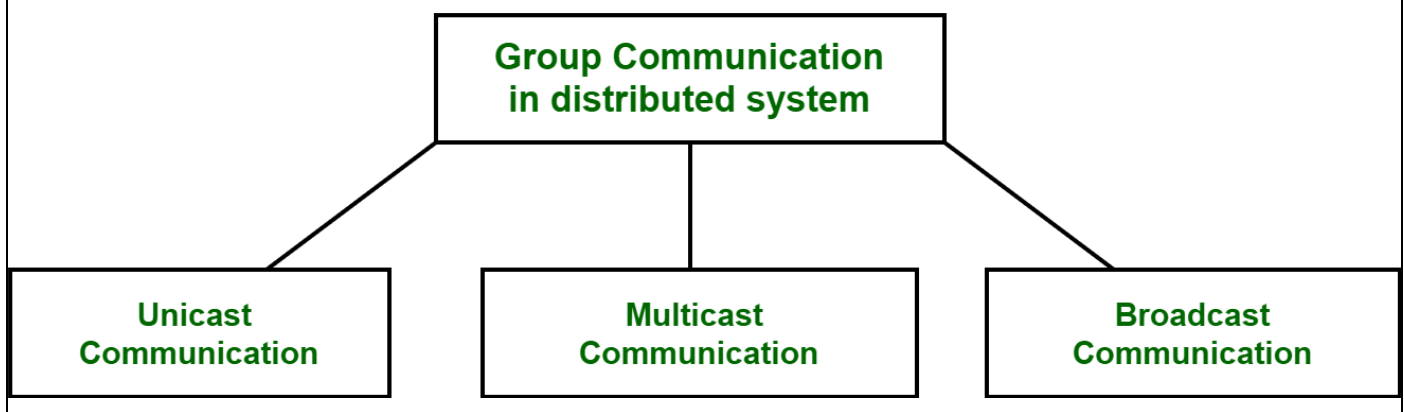 Group Communication
in distributed system
Unicast
Communication
Multicast
Communication
Broadcast
Communication